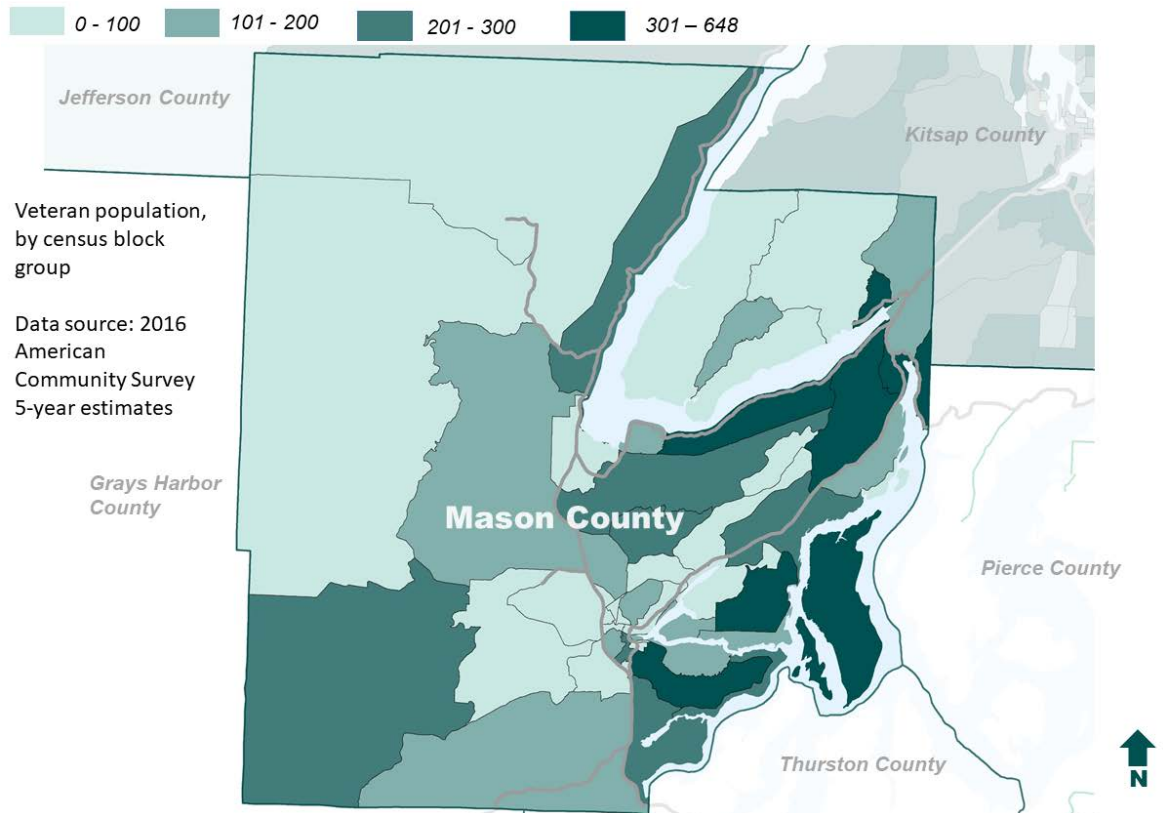 0 - 100
101 - 200
201 - 300
301 – 648
Jefferson County
Kitsap County
Veteran population,
by census block
group
Data source: 2016
American
Community Survey
5-year estimates
Grays Harbor
County
Mason County
Pierce County
Thurston County
N